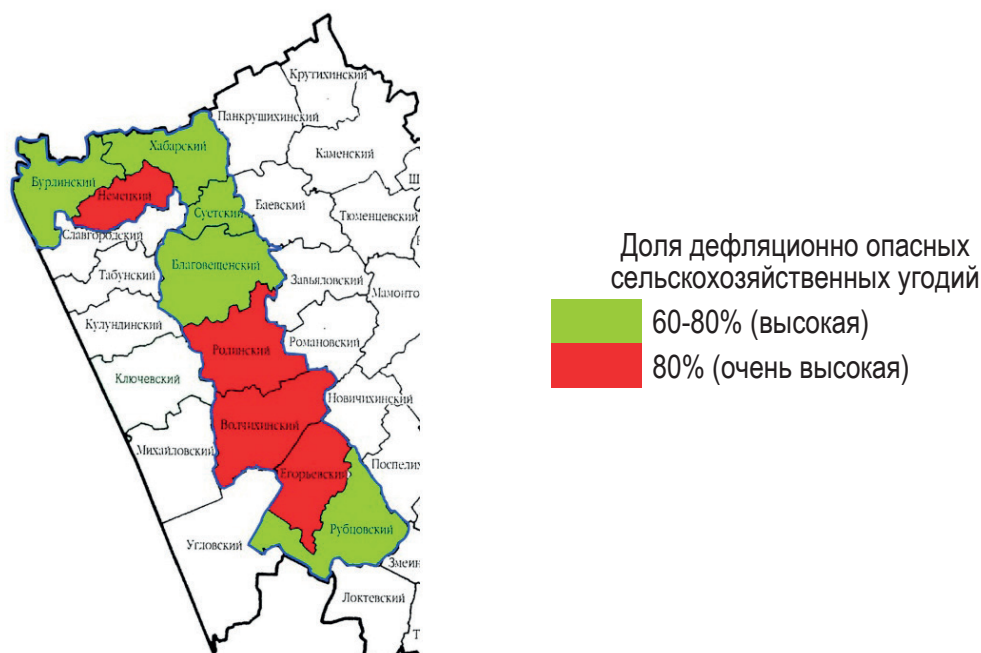 Крутихинский
Панкрушихинский
Хабарский
Каменский
Бурлинский
Немецкий
Ш
Суетский
Баевский
Тюменцевский
Славгородский
Благовещенский
Табунский
Завьяловский
Мамонто
Кулундинский
Романовский
Родинский
Ключевский
Новичихинский
Волчихинский
Михайловский
Егорьевский
Поспелих
Рубцовский
Угловский
Змеин
Локтевский
Т
Доля дефляционно опасных
сельскохозяйственных угодий
60-80% (высокая)
80% (очень высокая)